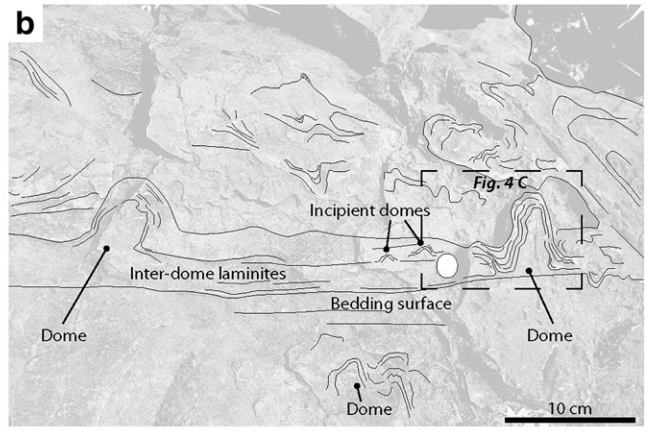 b
Fig. 4 C
Incipient domes
Inter-dome laminites
Bedding surface
Dome
Dome
Dome
10 cm